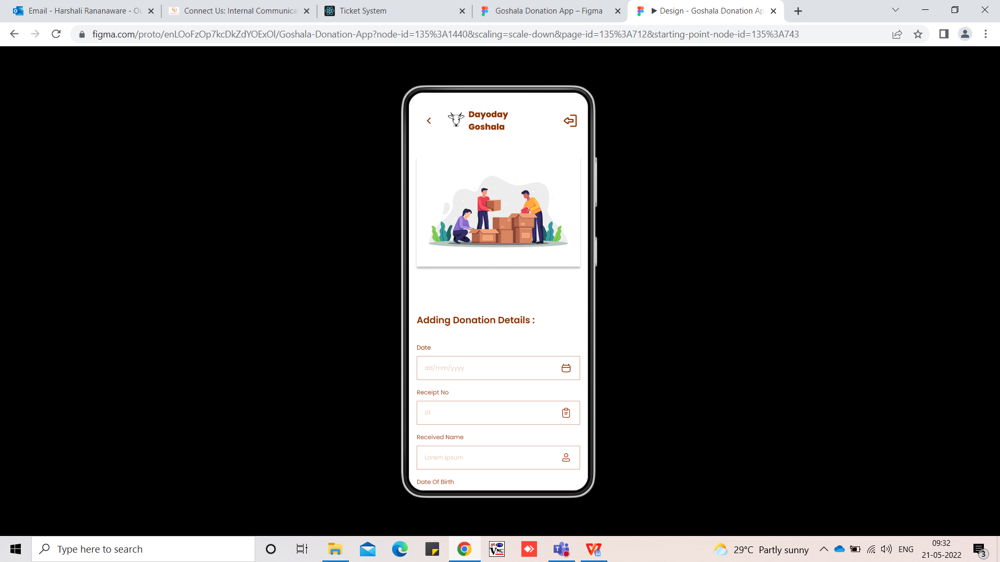 Email - Harshali Rananaware - Ou
Connect Us: Internal Communica
Ticket System
Goshala Donation App – Figma
Design - Goshala Donation Ap
figma.com/proto/enLOoFzOp7kcDkZdYOExOl/Goshala-Donation-App?node-id=135%3A1440&scaling=scale-down&page-id=135%3A712&starting-point-node-id=135%3A743
Dayoday
Goshala
Adding Donation Details :
Date
dd/mm/yyyy
Receipt No
01
Received Name
Lorem Ipsum
Date Of Birth
Type here to search
VNC
29°C Partly sunny
ENG
09:32
21-05-2022
3